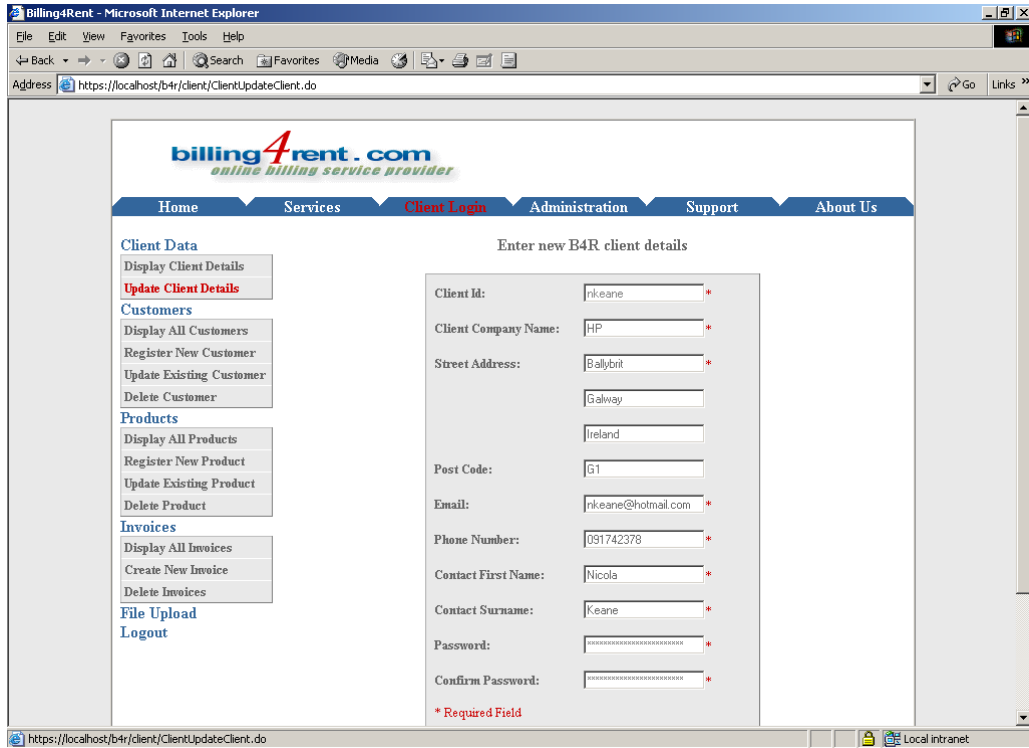 Billing4Rent - Microsoft Internet Explorer
File Edit View Favorites Tools Help
Back Search Favorites Media
Address https://localhost/b4r/client/ClientUpdateClient.do Go Links »
billing4rent.com
online billing service provider
Home Services Client Login Administration Support About Us
Client Data
Display Client Details
Update Client Details
Customers
Display All Customers
Register New Customer
Update Existing Customer
Delete Customer
Products
Display All Products
Register New Product
Update Existing Product
Delete Product
Invoices
Display All Invoices
Create New Invoice
Delete Invoices
File Upload
Logout
Enter new B4R client details
Client Id: nkeane *
Client Company Name: HP *
Street Address: Ballybrit *
Galway
Ireland
Post Code: G1
Email: nkeane@hotmail.com *
Phone Number: 091742378 *
Contact First Name: Nicola *
Contact Surname: Keane *
Password: ************************ *
Confirm Password: ************************ *
* Required Field
https://localhost/b4r/client/ClientUpdateClient.do Local intranet